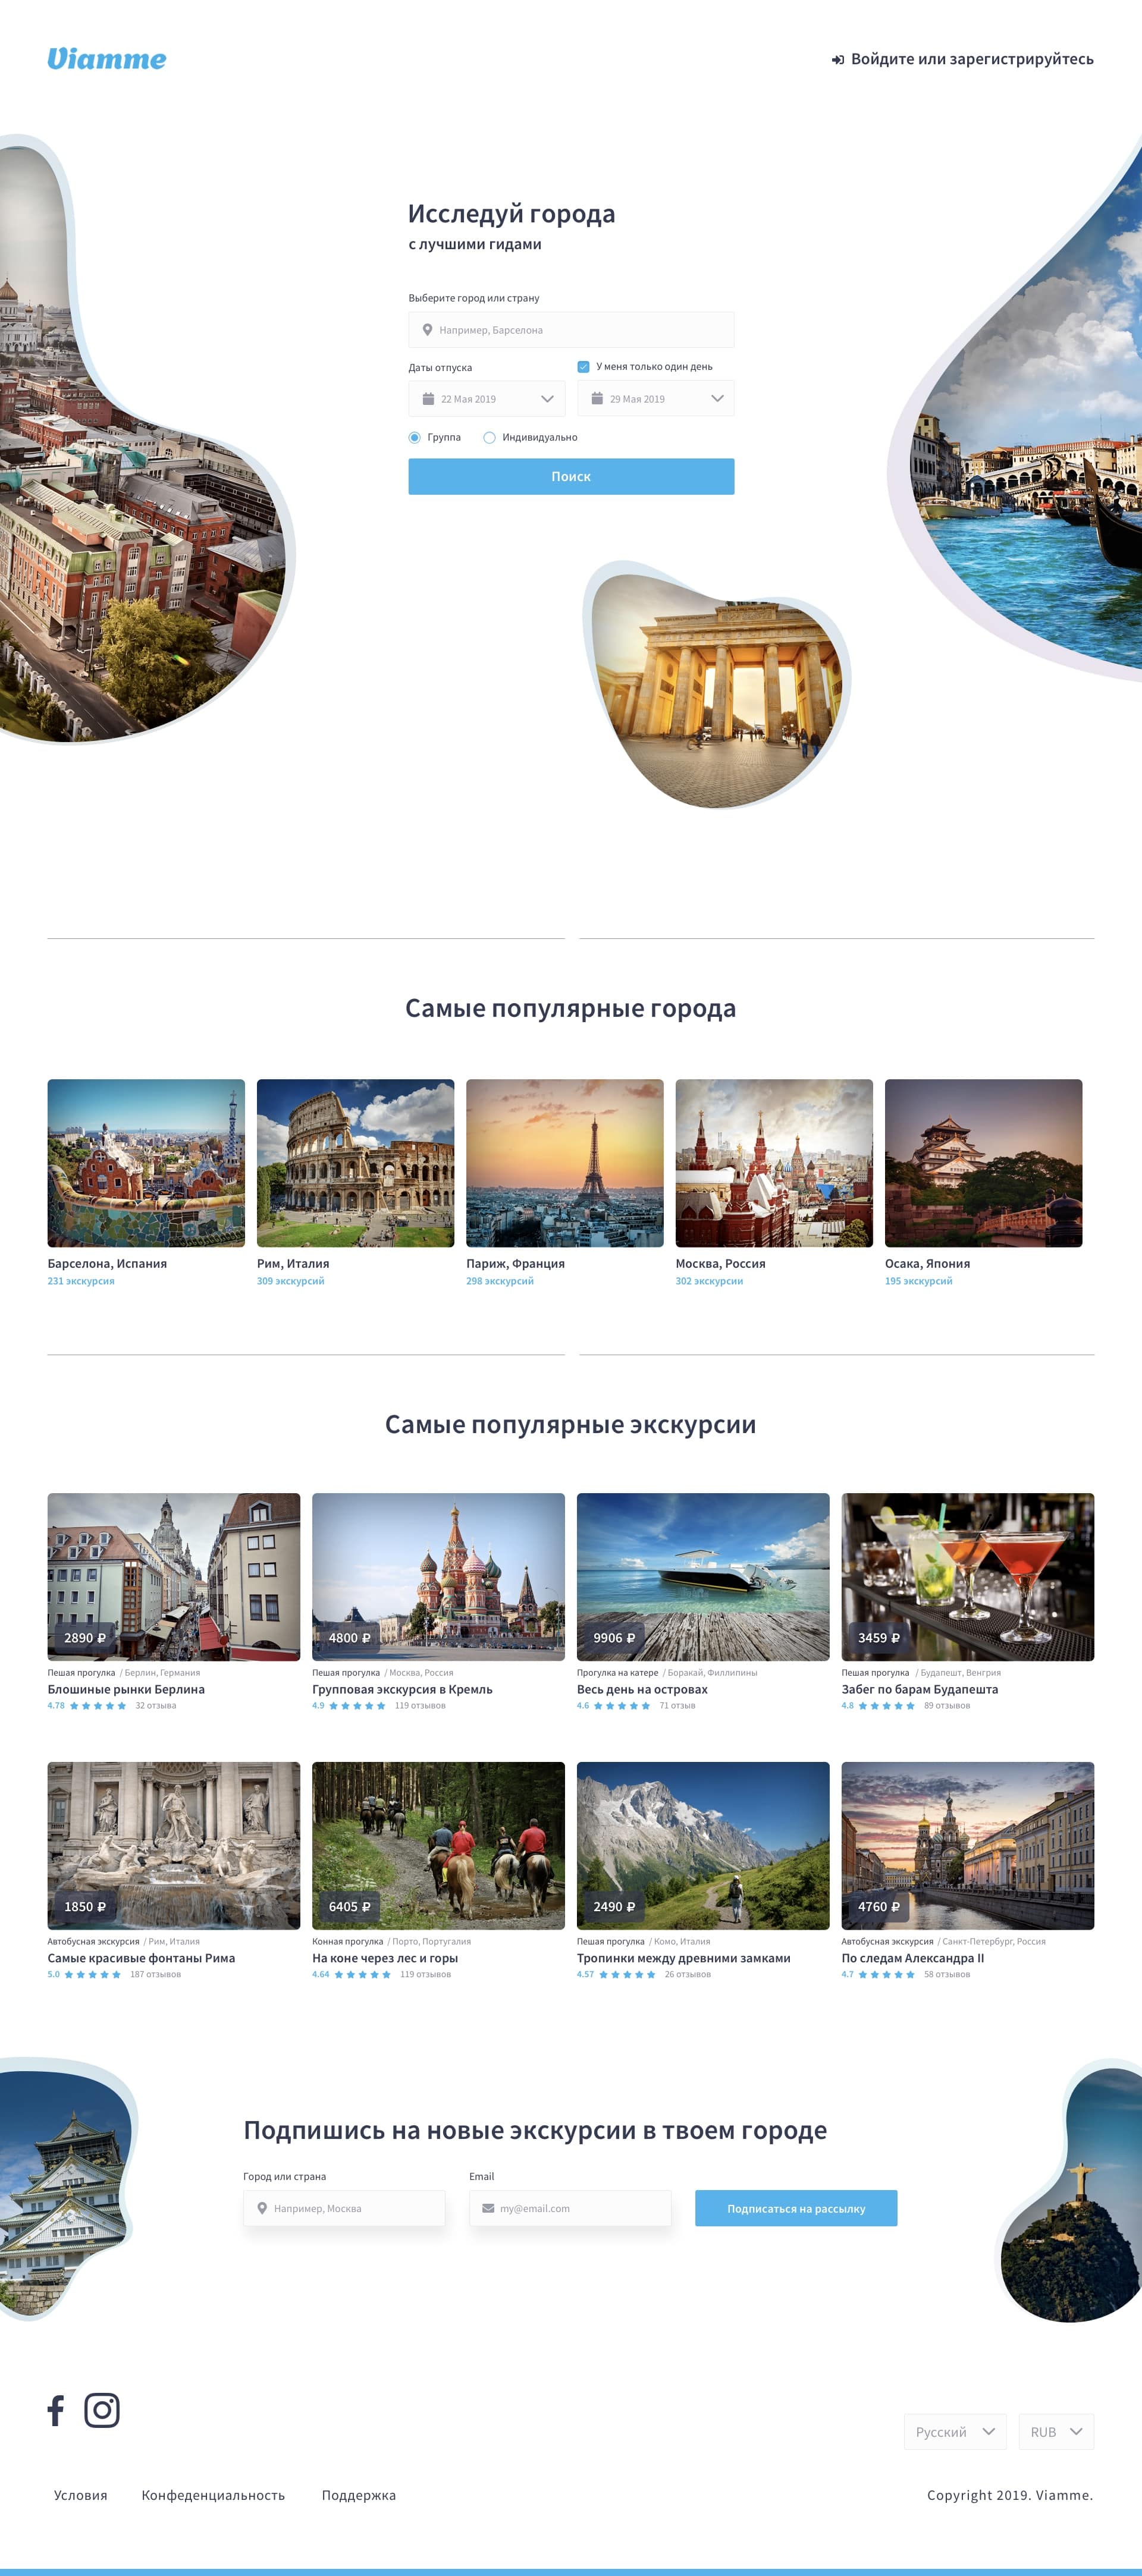 Viamme
Войдите или зарегистрируйтесь
Исследуй города
с лучшими гидами
Выберите город или страну
Например, Барселона
Даты отпуска
У меня только один день
22 Мая 2019
29 Мая 2019
Группа
Индивидуально
Поиск
Самые популярные города
Барселона, Испания
231 экскурсия
Рим, Италия
309 экскурсий
Париж, Франция
298 экскурсий
Москва, Россия
302 экскурсии
Осака, Япония
195 экскурсий
Самые популярные экскурсии
2890 ₽
Пешая прогулка / Берлин, Германия
Блошиные рынки Берлина
4.78 32 отзыва
4800 ₽
Пешая прогулка / Москва, Россия
Групповая экскурсия в Кремль
4.9 119 отзывов
9906 ₽
Прогулка на катере / Боракай, Филлипины
Весь день на островах
4.6 71 отзыв
3459 ₽
Пешая прогулка / Будапешт, Венгрия
Забег по барам Будапешта
4.8 89 отзывов
1850 ₽
Автобусная экскурсия / Рим, Италия
Самые красивые фонтаны Рима
5.0 187 отзывов
6405 ₽
Конная прогулка / Порто, Португалия
На коне через лес и горы
4.64 119 отзывов
2490 ₽
Пешая прогулка / Комо, Италия
Тропинки между древними замками
4.57 26 отзывов
4760 ₽
Автобусная экскурсия / Санкт-Петербург, Россия
По следам Александра II
4.7 58 отзывов
Подпишись на новые экскурсии в твоем городе
Город или страна
Например, Москва
Email
my@email.com
Подписаться на рассылку
Русский
RUB
Условия
Конфеденциальность
Поддержка
Copyright 2019. Viamme.